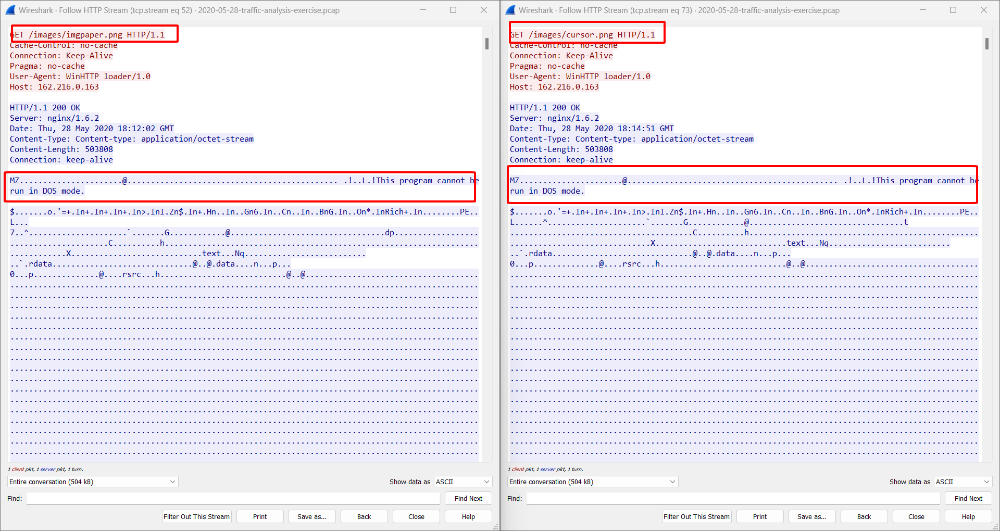 Wireshark · Follow HTTP Stream (tcp.stream eq 52) · 2020-05-28-traffic-analysis-exercise.pcap
GET /images/imgpaper.png HTTP/1.1
Cache-Control: no-cache
Connection: Keep-Alive
Pragma: no-cache
User-Agent: WinHTTP loader/1.0
Host: 162.216.0.163
HTTP/1.1 200 OK
Server: nginx/1.6.2
Date: Thu, 28 May 2020 18:12:02 GMT
Content-Type: Content-type: application/octet-stream
Content-Length: 503808
Connection: keep-alive
MZ......................@............................................. .!..L.!This program cannot be
run in DOS mode.
$.......o.'=+.In+.In+.In+.In>.InI.Zn$.In+.Hn..In..Gn6.In..Cn..In..BnG.In..On*.InRich+.In........PE..
L...
7..^.....................`.......G............@.................................dp..................
.....................C..........h...................................................................
............X............................text...Nq..........................
..`.rdata..............................@..@.data....n...p...
0...p..............@....rsrc...h...........................@..@.....................................
1 client pkt, 1 server pkt, 1 turn.
Entire conversation (504 kB)
Show data as ASCII
Find:
Find Next
Filter Out This Stream
Print
Save as...
Back
Close
Help
Wireshark · Follow HTTP Stream (tcp.stream eq 73) · 2020-05-28-traffic-analysis-exercise.pcap
GET /images/cursor.png HTTP/1.1
Cache-Control: no-cache
Connection: Keep-Alive
Pragma: no-cache
User-Agent: WinHTTP loader/1.0
Host: 162.216.0.163
HTTP/1.1 200 OK
Server: nginx/1.6.2
Date: Thu, 28 May 2020 18:14:51 GMT
Content-Type: Content-type: application/octet-stream
Content-Length: 503808
Connection: keep-alive
MZ......................@............................................. .!..L.!This program cannot be
run in DOS mode.
$.......o.'=+.In+.In+.In+.In>.InI.Zn$.In+.Hn..In..Gn6.In..Cn..In..BnG.In..On*.InRich+.In........PE..
L......^.....................`.......G............@.................................t
.......................................C..........h.................................................
..............................X............................text...Nq..........................
..`.rdata..............................@..@.data....n...p...
0...p..............@....rsrc...h...........................@..@.....................................
1 client pkt, 1 server pkt, 1 turn.
Entire conversation (504 kB)
Show data as ASCII
Find:
Find Next
Filter Out This Stream
Print
Save as...
Back
Close
Help